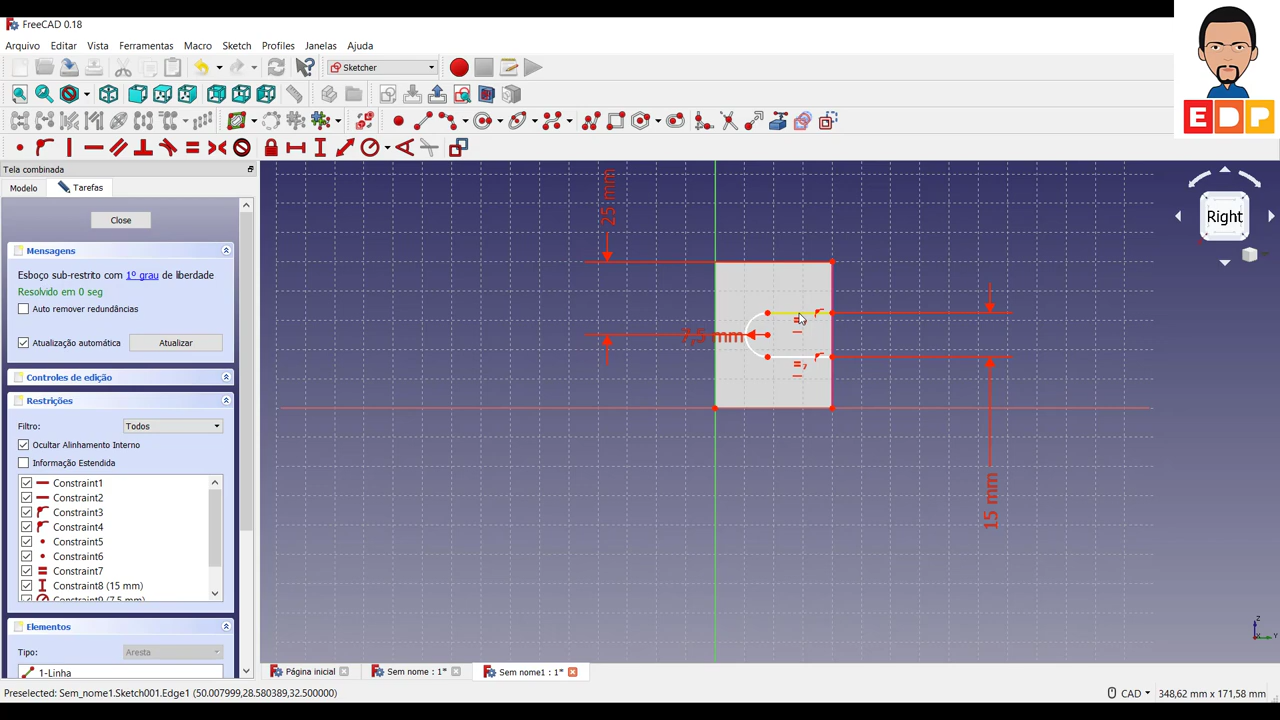 FreeCAD 0.18
Arquivo Editar Vista Ferramentas Macro Sketch Profiles Janelas Ajuda
Sketcher
EDP
Tela combinada
Modelo Tarefas
Close
Mensagens
Esboço sub-restrito com 1º grau de liberdade
Resolvido em 0 seg
Auto remover redundâncias
Atualização automática Atualizar
Controles de edição
Restrições
Filtro: Todos
Ocultar Alinhamento Interno
Informação Estendida
Constraint1
Constraint2
Constraint3
Constraint4
Constraint5
Constraint6
Constraint7
Constraint8 (15 mm)
Constraint9 (7.5 mm)
Elementos
Tipo: Aresta
1-Linha
25 mm
mm
7
15 mm
Right
Z
Y
Página inicial Sem nome : 1* Sem nome1 : 1*
Preselected: Sem_nome1.Sketch001.Edge1 (50.007999,28.580389,32.500000)
CAD 348,62 mm x 171,58 mm